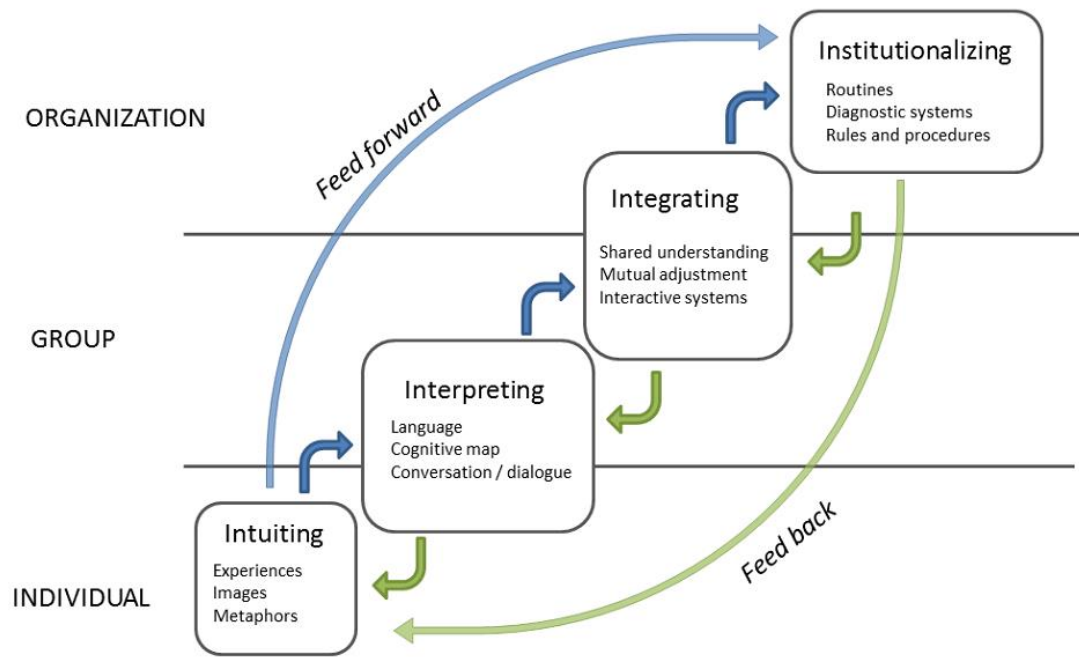 Institutionalizing
Routines
Diagnostic systems
Rules and procedures
ORGANIZATION
Feed forward
Integrating
Shared understanding
Mutual adjustment
Interactive systems
GROUP
Interpreting
Language
Cognitive map
Conversation / dialogue
Intuiting
Experiences
Images
Metaphors
INDIVIDUAL
Feed back